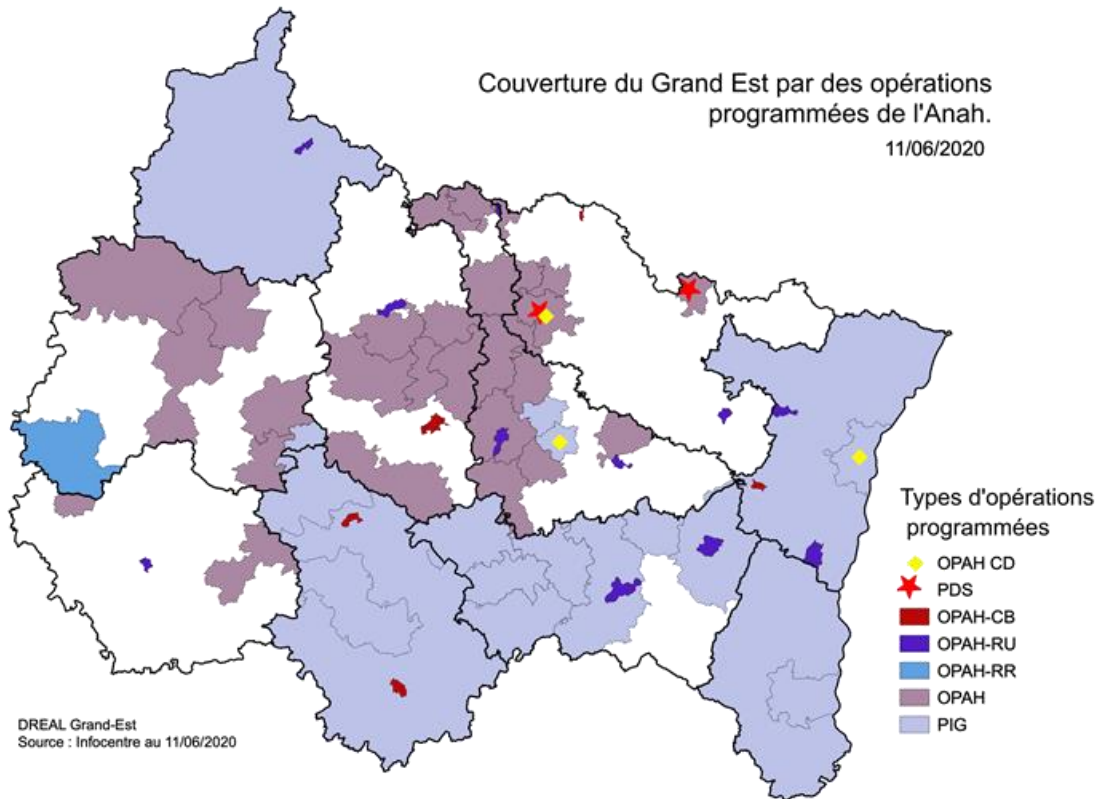 Couverture du Grand Est par des opérations
programmées de l'Anah.
11/06/2020
Types d'opérations
programmées
OPAH CD
PDS
OPAH-CB
OPAH-RU
OPAH-RR
OPAH
PIG
DREAL Grand-Est
Source : Infocentre au 11/06/2020